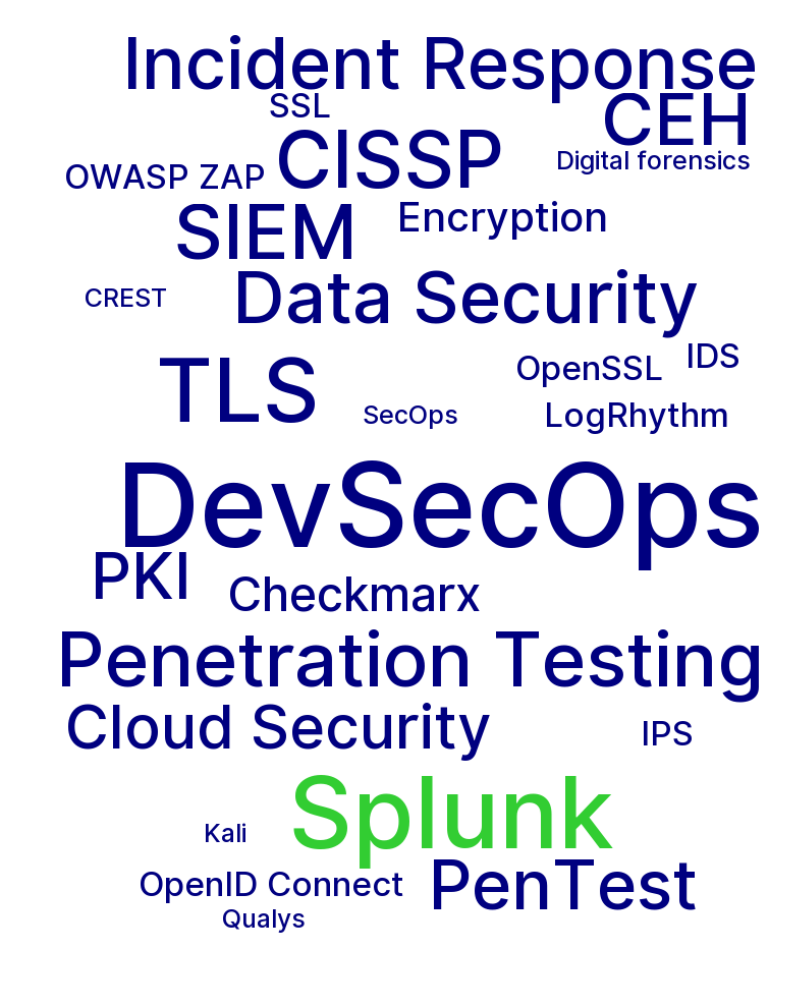 Incident Response
SSL
CEH
CISSP
Digital forensics
OWASP ZAP
SIEM
Encryption
CREST
Data Security
TLS
OpenSSL
IDS
SecOps
LogRhythm
DevSecOps
PKI
Checkmarx
Penetration Testing
Cloud Security
IPS
Splunk
Kali
OpenID Connect
PenTest
Qualys